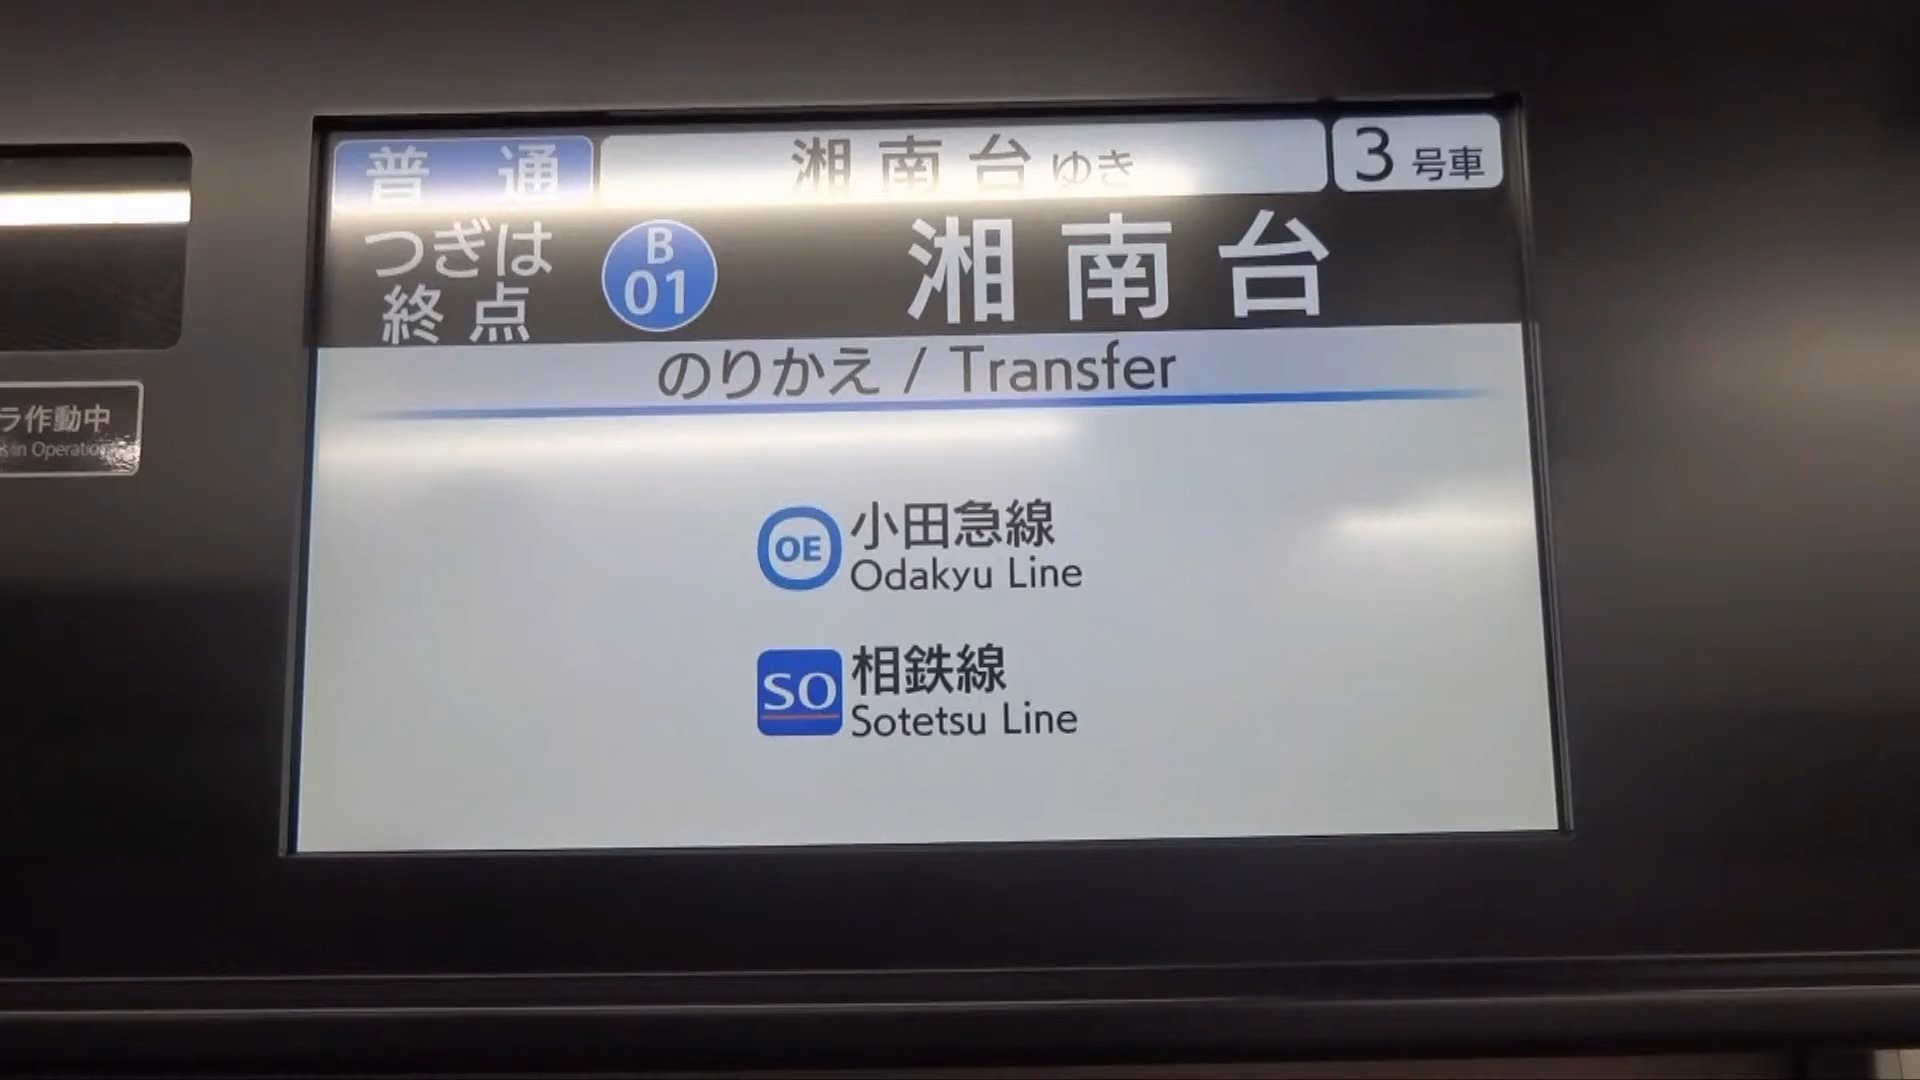 普通 湘南台ゆき 3号車
つぎは 終点 B 01 湘南台
のりかえ / Transfer
OE 小田急線
Odakyu Line
SO 相鉄線
Sotetsu Line
ラ作動中
in Operation